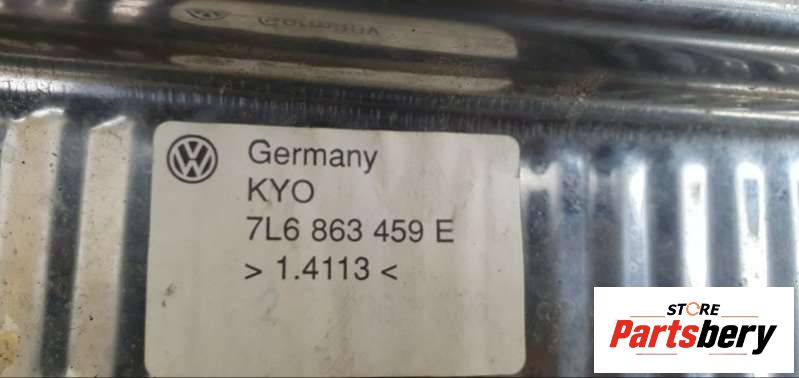 Germany
KYO
7L6 863 459 E
> 1.4113 <
STORE
Partsbery